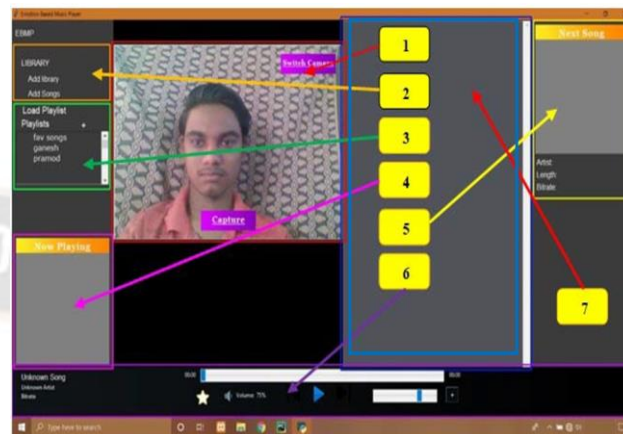 Emotion Based Music Player
EBMP
LIBRARY
Add library
Add Songs
Load Playlist
Playlists +
fav songs
ganesh
pramod
Now Playing
Switch Camera
Capture
1
2
3
4
5
6
7
Next Song
Artist
Length
Bitrate
Unknown Song
Unknown Artist
Bitrate
00:00
00:00
Volume 75%
+
Type here to search